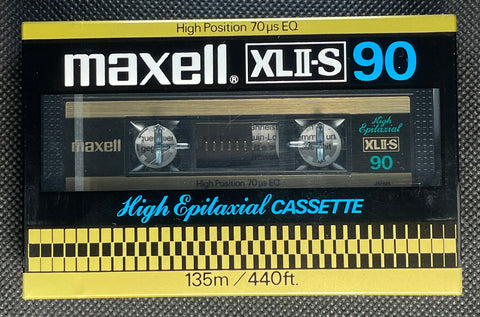 High Position 70µs EQ
maxell® XLII-S 90
High
Epitaxial
maxell XLII-S
90
High Position 70µs EQ
JAPAN
High Epitaxial CASSETTE
135m/440ft.